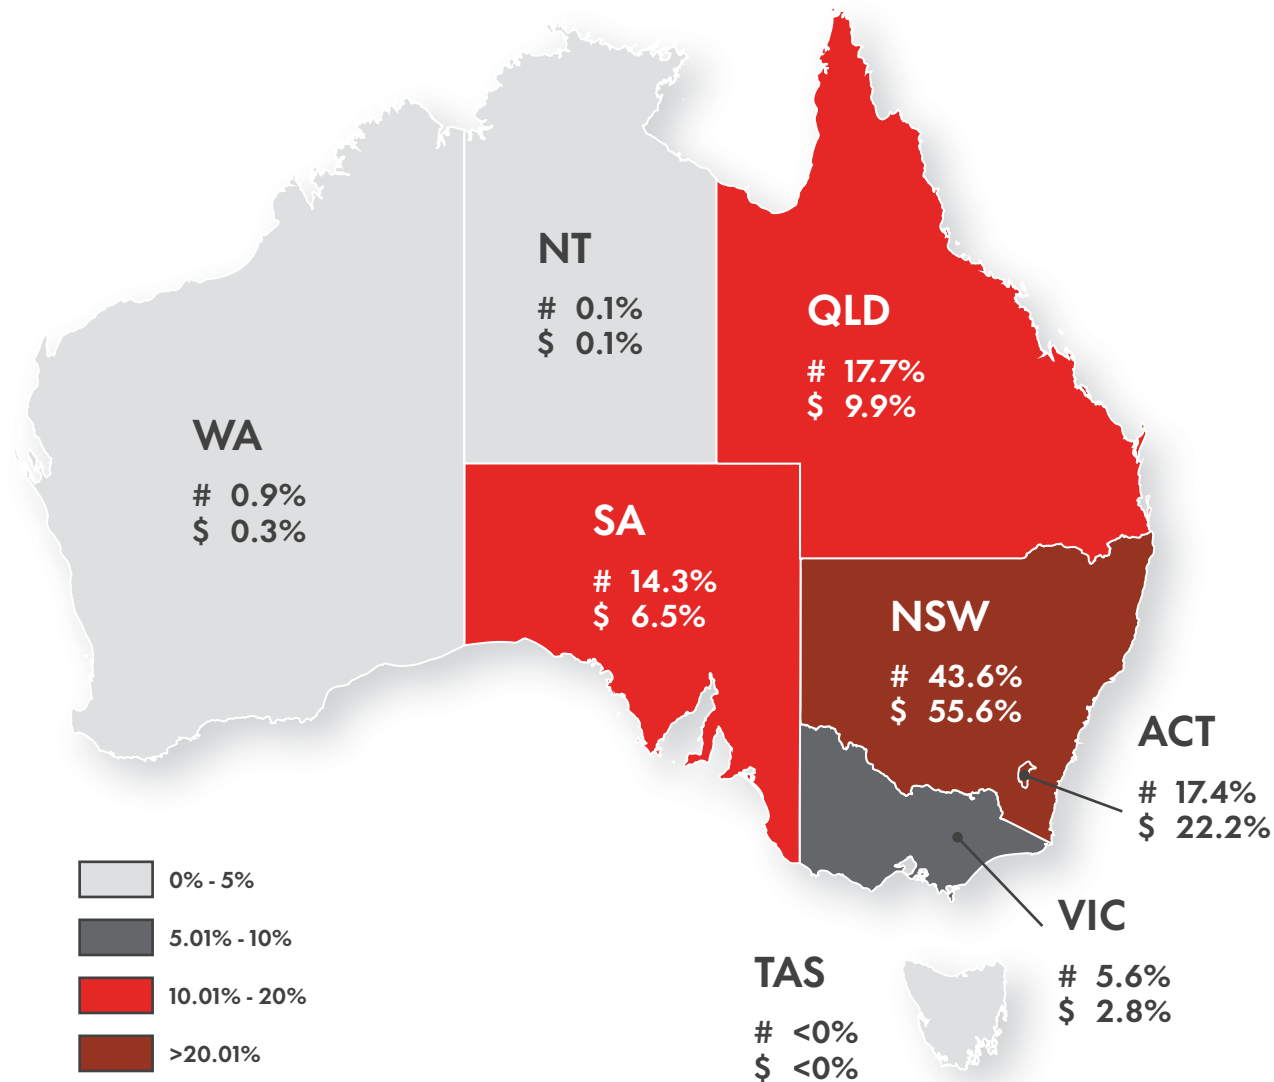 NT
# 0.1%
$ 0.1%
QLD
# 17.7%
$ 9.9%
WA
# 0.9%
$ 0.3%
SA
# 14.3%
$ 6.5%
NSW
# 43.6%
$ 55.6%
ACT
# 17.4%
$ 22.2%
VIC
# 5.6%
$ 2.8%
TAS
# <0%
$ <0%
0% - 5%
5.01% - 10%
10.01% - 20%
>20.01%